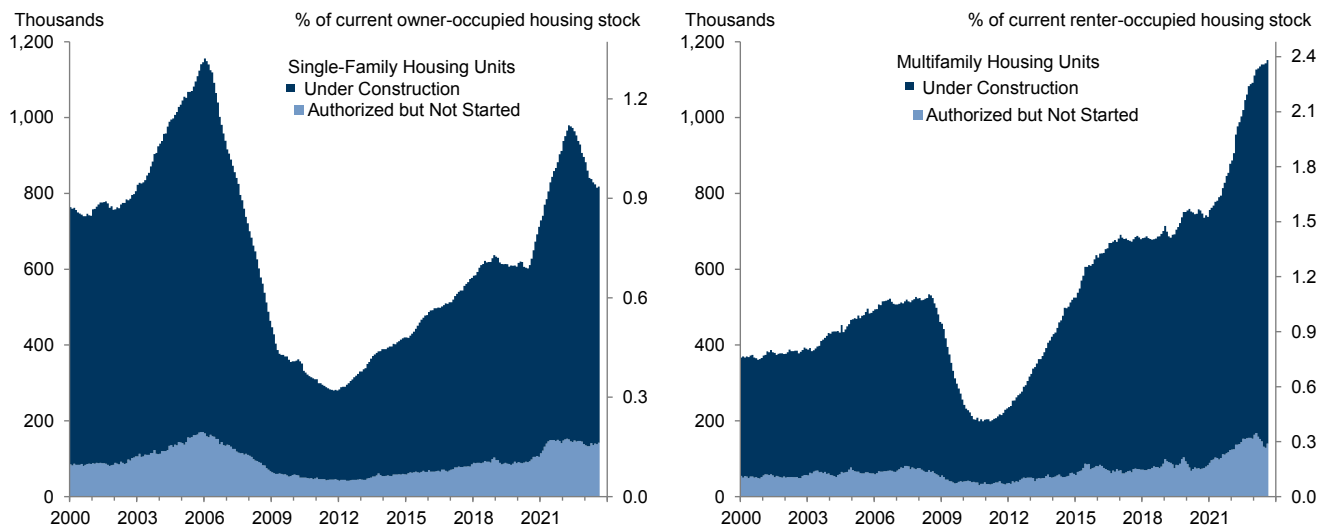 Thousands
% of current owner-occupied housing stock
1,200
1,000
800
600
400
200
0
1.2
0.9
0.6
0.3
0.0
Single-Family Housing Units
Under Construction
Authorized but Not Started
2000 2003 2006 2009 2012 2015 2018 2021
Thousands
% of current renter-occupied housing stock
1,200
1,000
800
600
400
200
0
2.4
2.1
1.8
1.5
1.2
0.9
0.6
0.3
0.0
Multifamily Housing Units
Under Construction
Authorized but Not Started
2000 2003 2006 2009 2012 2015 2018 2021